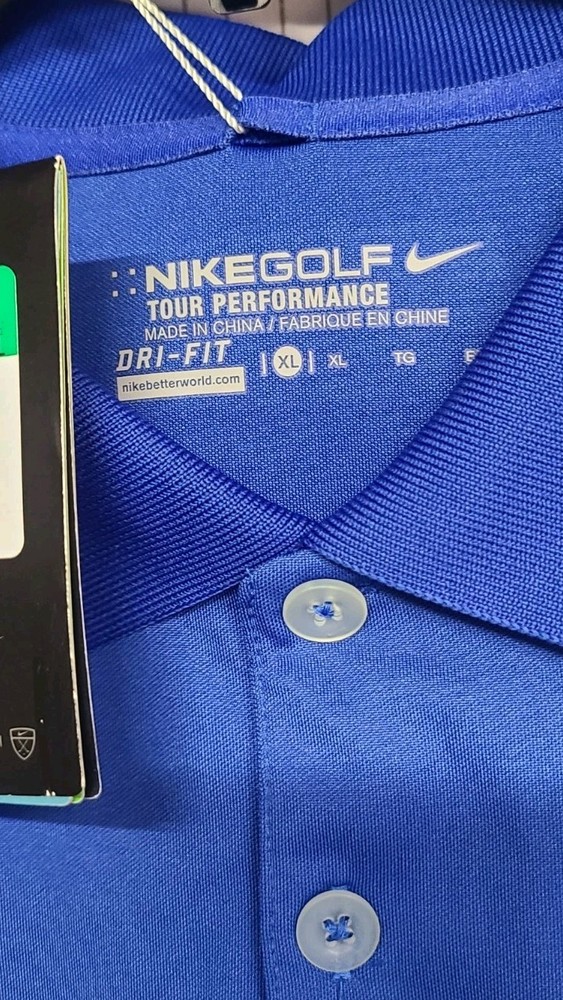 NIKEGOLF
TOUR PERFORMANCE
MADE IN CHINA / FABRIQUE EN CHINE
DRI-FIT | XL | XL TG
nikebetterworld.com